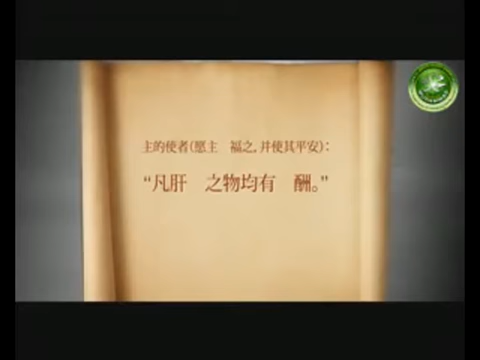 主的使者(愿主 福之,并使其平安):
“凡肝 之物均有 酬。”